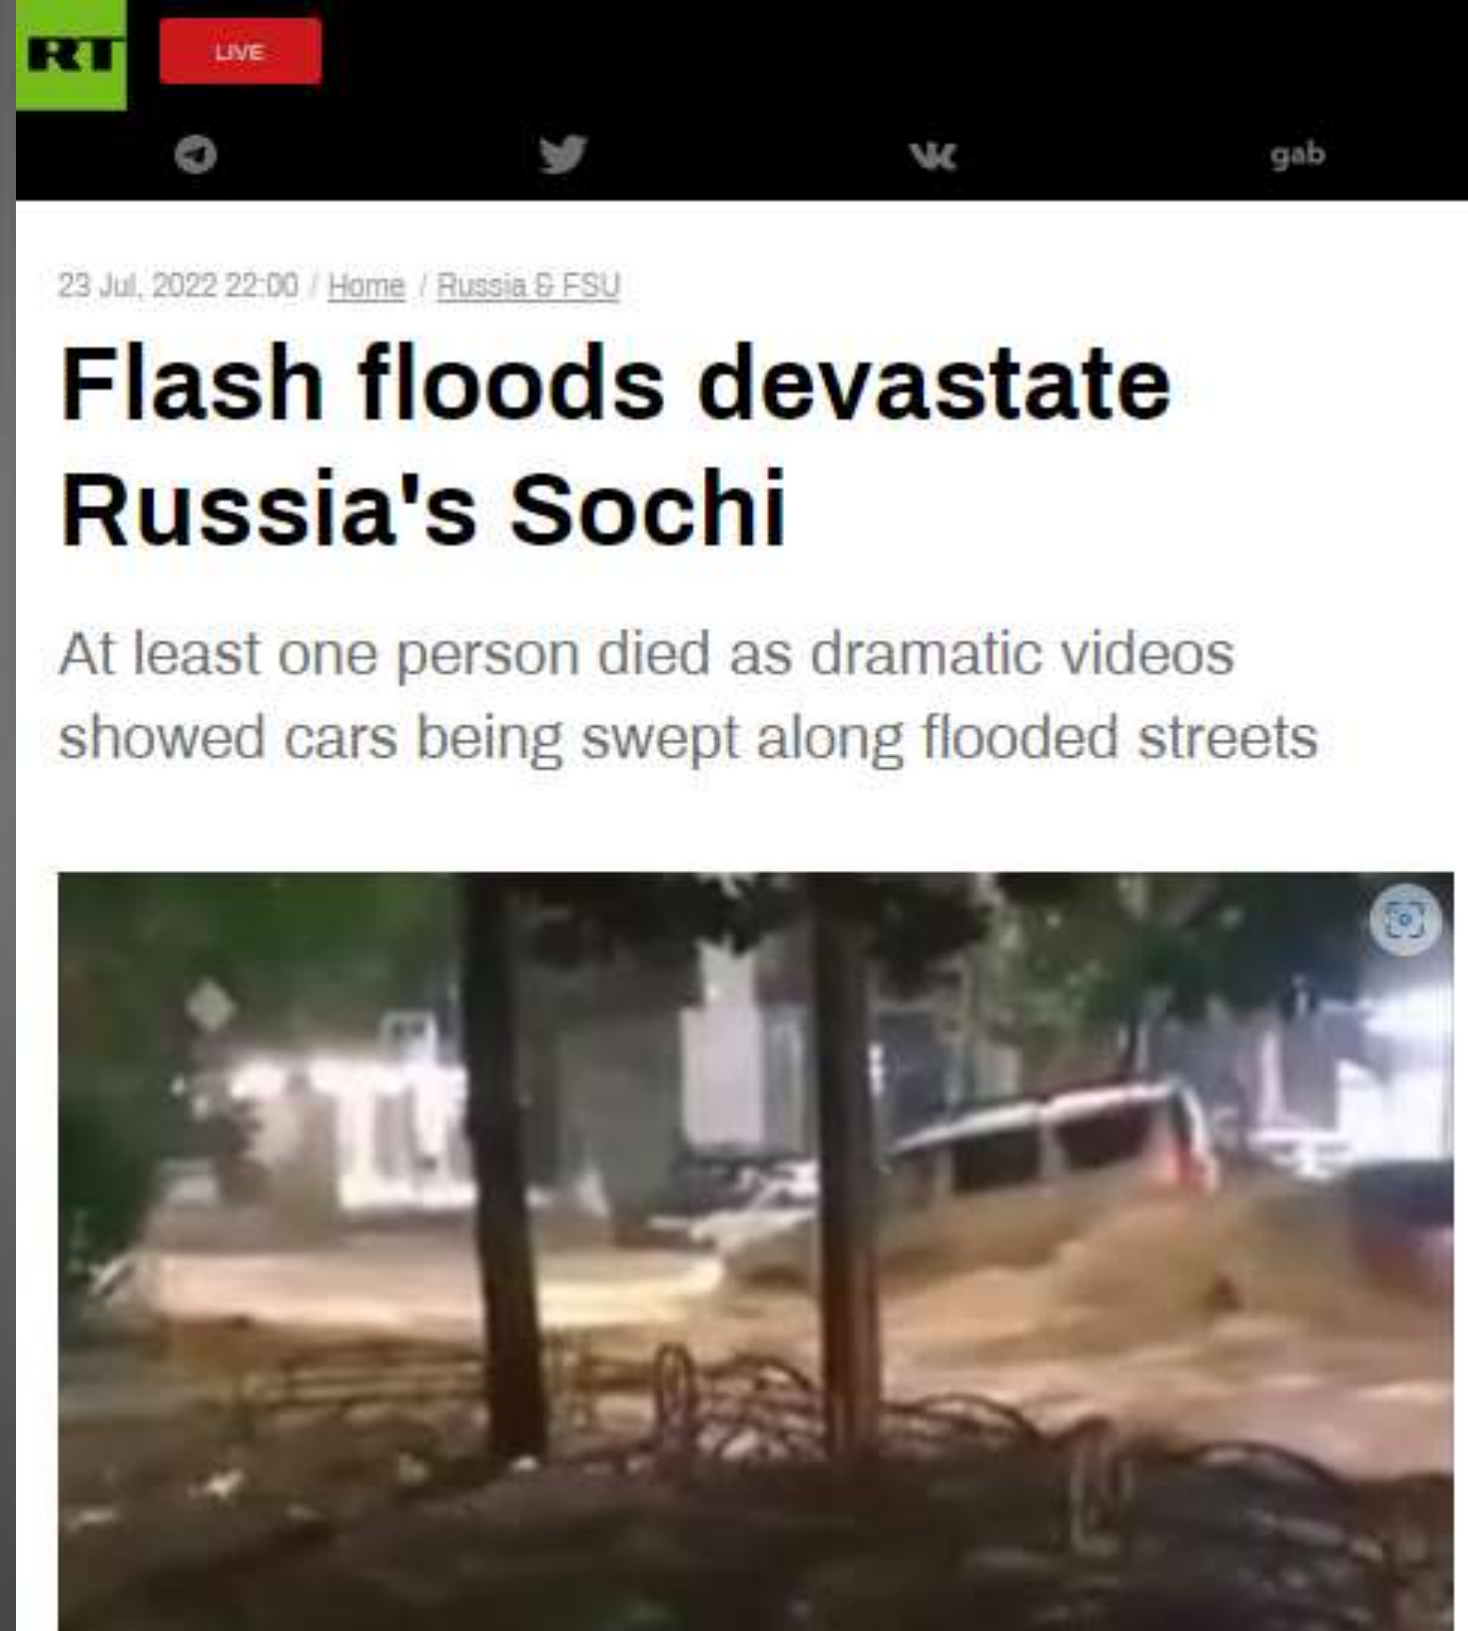 RT
LIVE
gab
23 Jul, 2022 22:00 / Home / Russia & FSU
Flash floods devastate
Russia's Sochi
At least one person died as dramatic videos
showed cars being swept along flooded streets